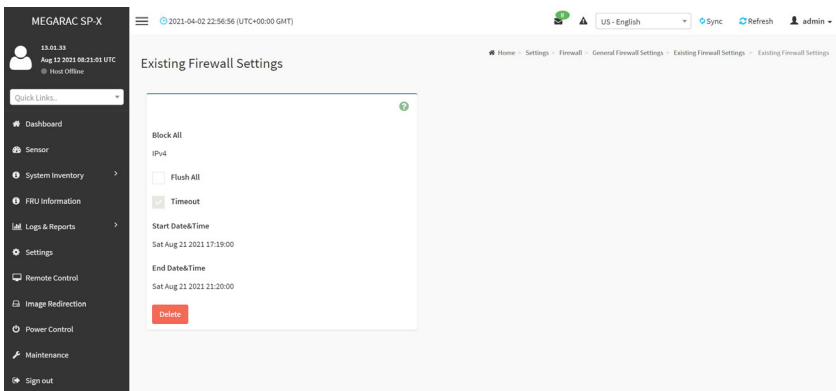 MEGARAC SP-X
2021-04-02 22:56:56 (UTC+00:00 GMT)
0
US - English
Sync
Refresh
admin
13.01.33
Aug 12 2021 08:21:01 UTC
Host Offline
Quick Links..
Dashboard
Sensor
System Inventory
FRU Information
Logs & Reports
Settings
Remote Control
Image Redirection
Power Control
Maintenance
Sign out
Existing Firewall Settings
Home > Settings > Firewall > General Firewall Settings > Existing Firewall Settings > Existing Firewall Settings
Block All
IPv4
Flush All
Timeout
Start Date&Time
Sat Aug 21 2021 17:19:00
End Date&Time
Sat Aug 21 2021 21:20:00
Delete